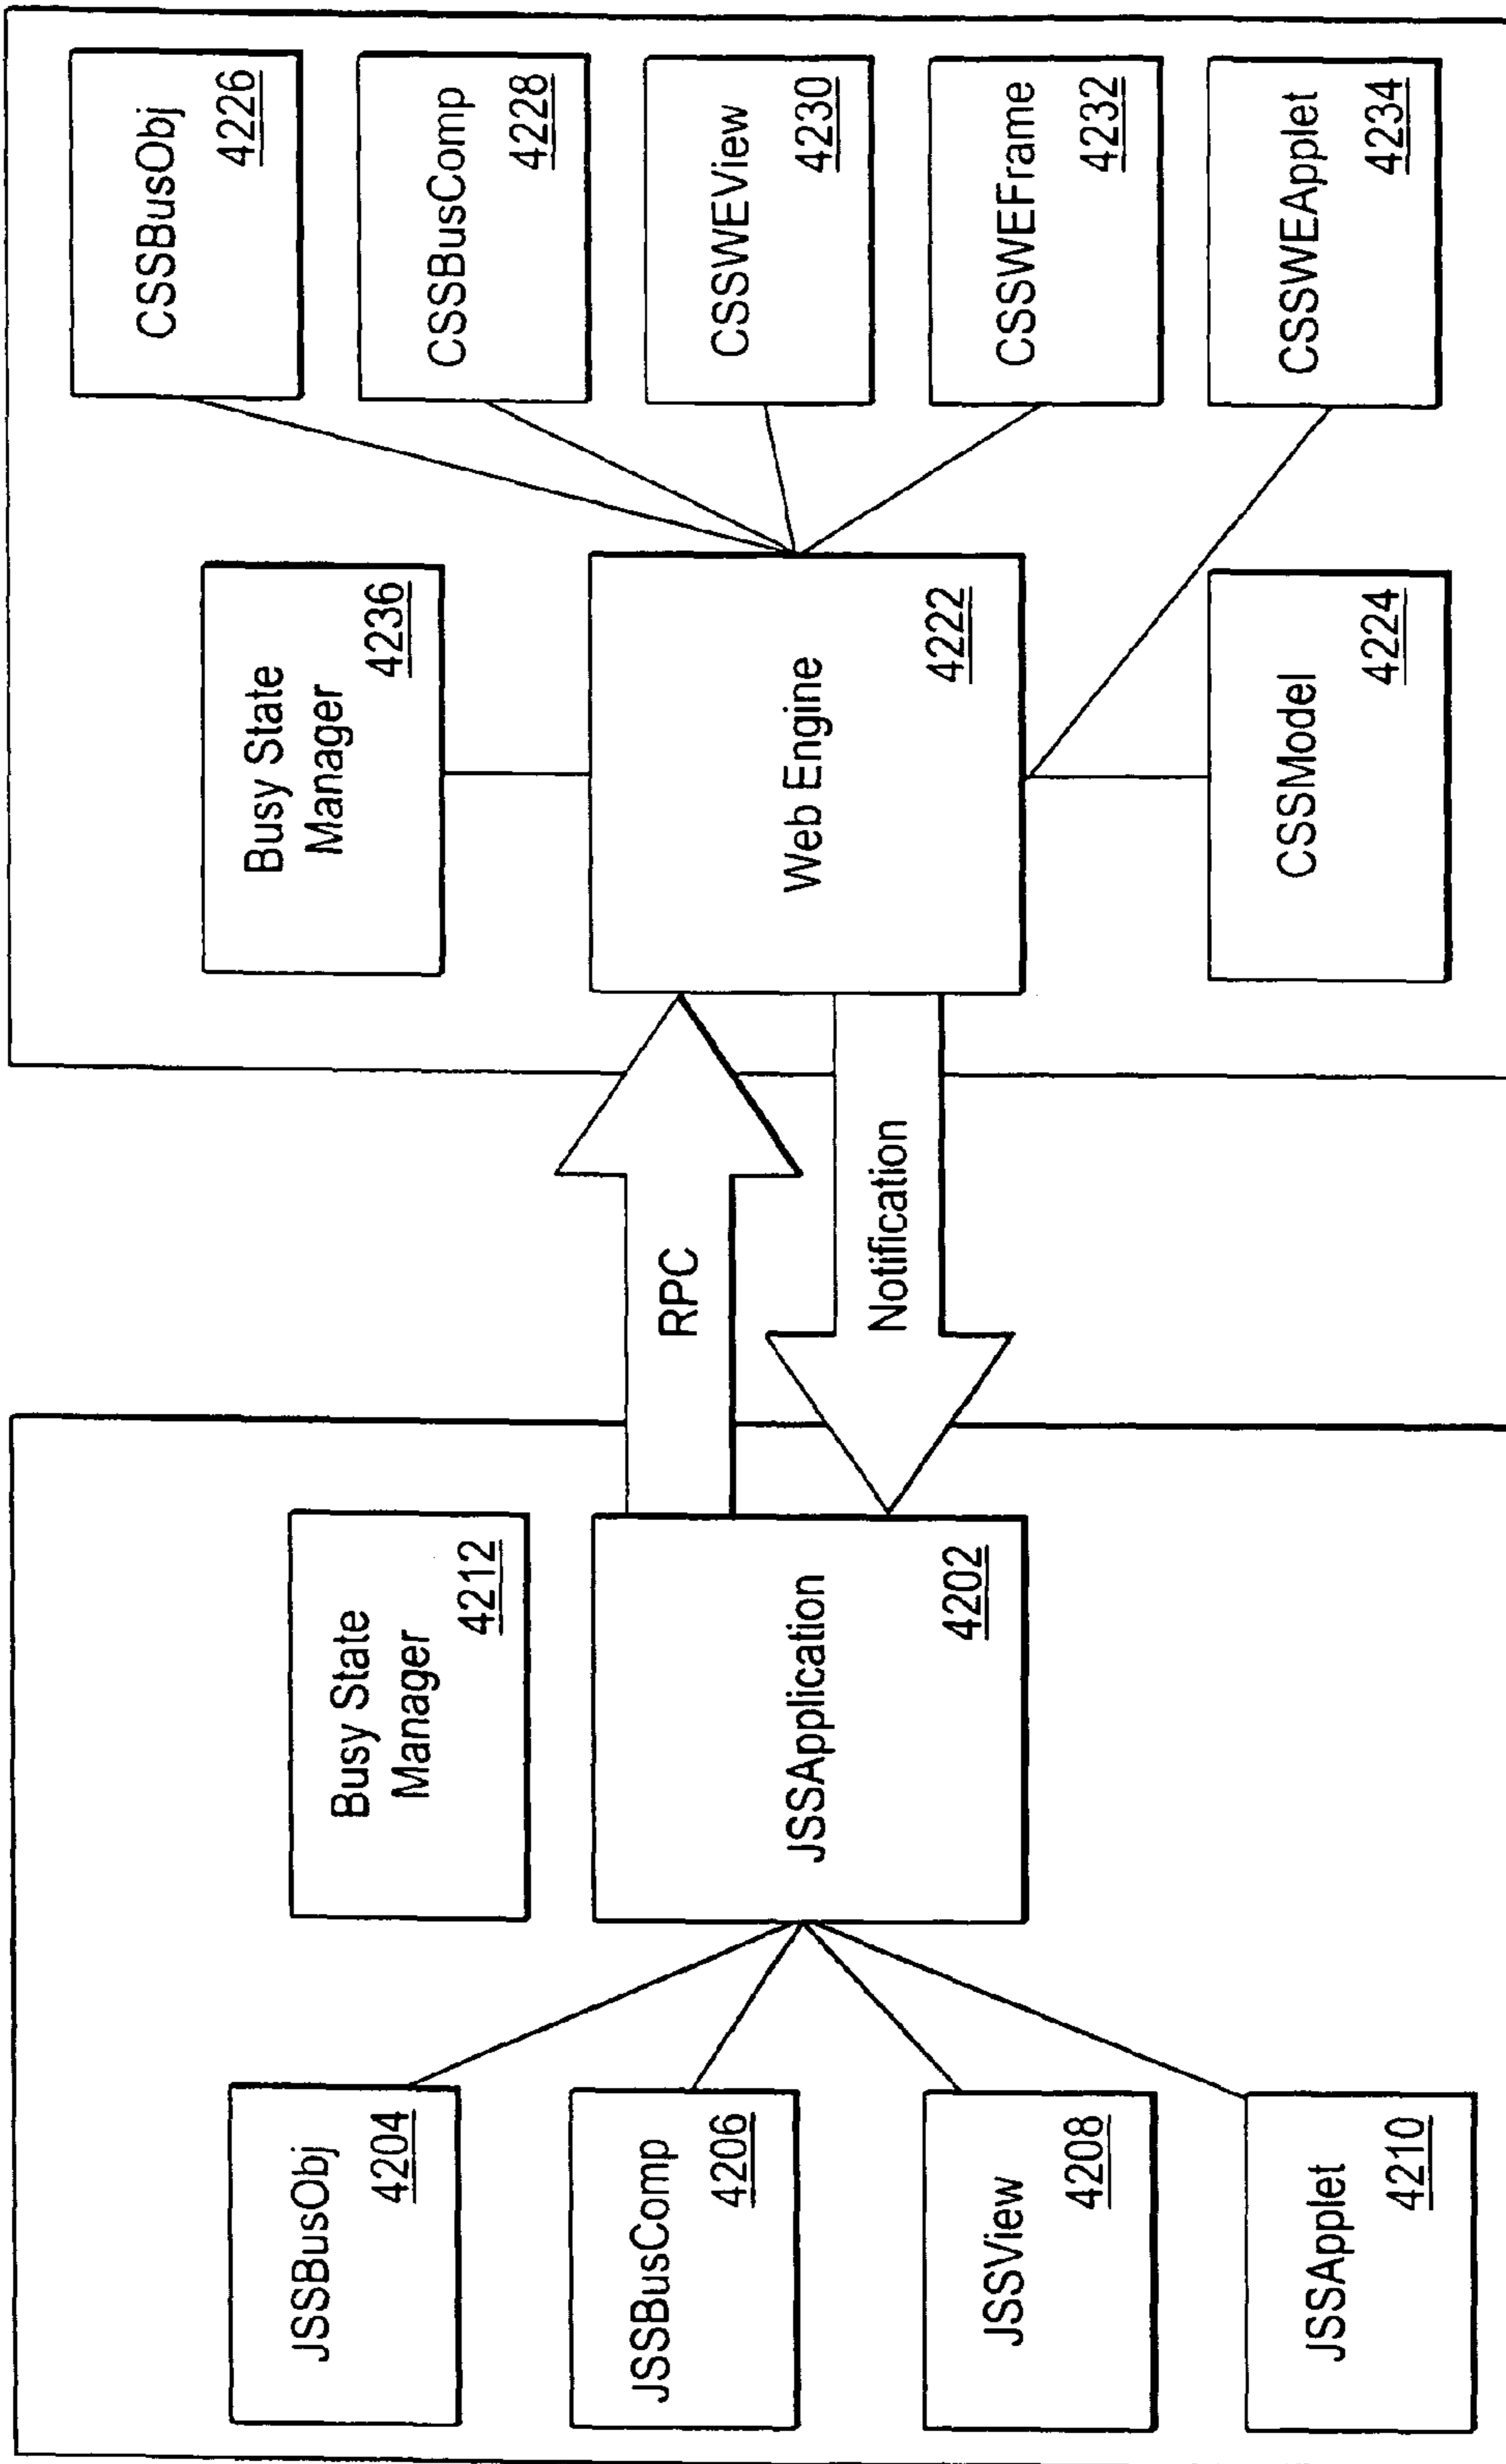 JSSBusObj
4204
JSSBusComp
4206
JSSView
4208
JSSApplet
4210
Busy State
Manager
4212
JSSApplication
4202
RPC
Notification
Busy State
Manager
4236
Web Engine
4222
CSSModel
4224
CSSBusObj
4226
CSSBusComp
4228
CSSWEView
4230
CSSWEFrame
4232
CSSWEApplet
4234